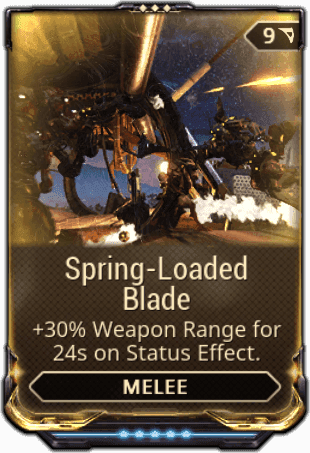 9
Spring-Loaded
Blade
+30% Weapon Range for
24s on Status Effect.
MELEE